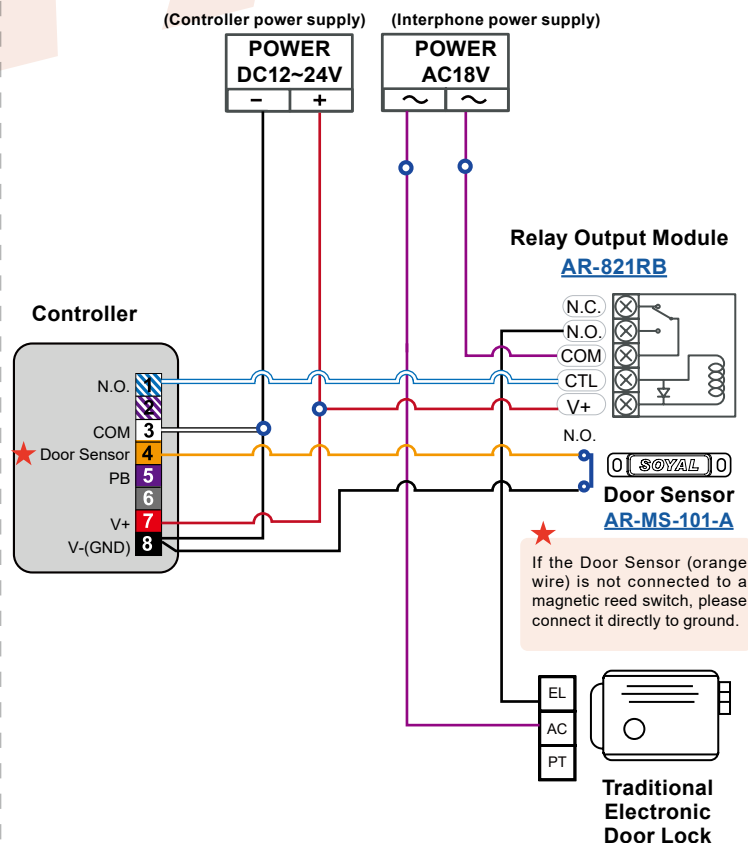 (Controller power supply)
(Interphone power supply)
POWER
DC12~24V
− +
POWER
AC18V
∼ ∼
Relay Output Module
AR-821RB
N.C.
N.O.
COM
CTL
V+
Controller
N.O. 1
2
COM 3
Door Sensor 4
PB 5
6
V+ 7
V-(GND) 8
N.O.
SOYAL
Door Sensor
AR-MS-101-A
If the Door Sensor (orange
wire) is not connected to a
magnetic reed switch, please
connect it directly to ground.
EL
AC
PT
Traditional
Electronic
Door Lock